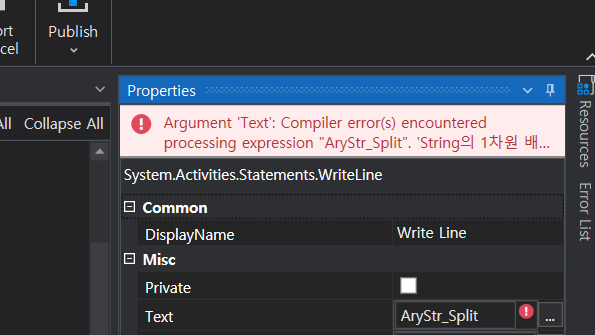 ort
cel
Publish
All Collapse All
Properties
Argument 'Text': Compiler error(s) encountered
processing expression "AryStr_Split". 'String의 1차원 배...
System.Activities.Statements.WriteLine
Common
DisplayName Write Line
Misc
Private
Text AryStr_Split ...
Resources
Error List